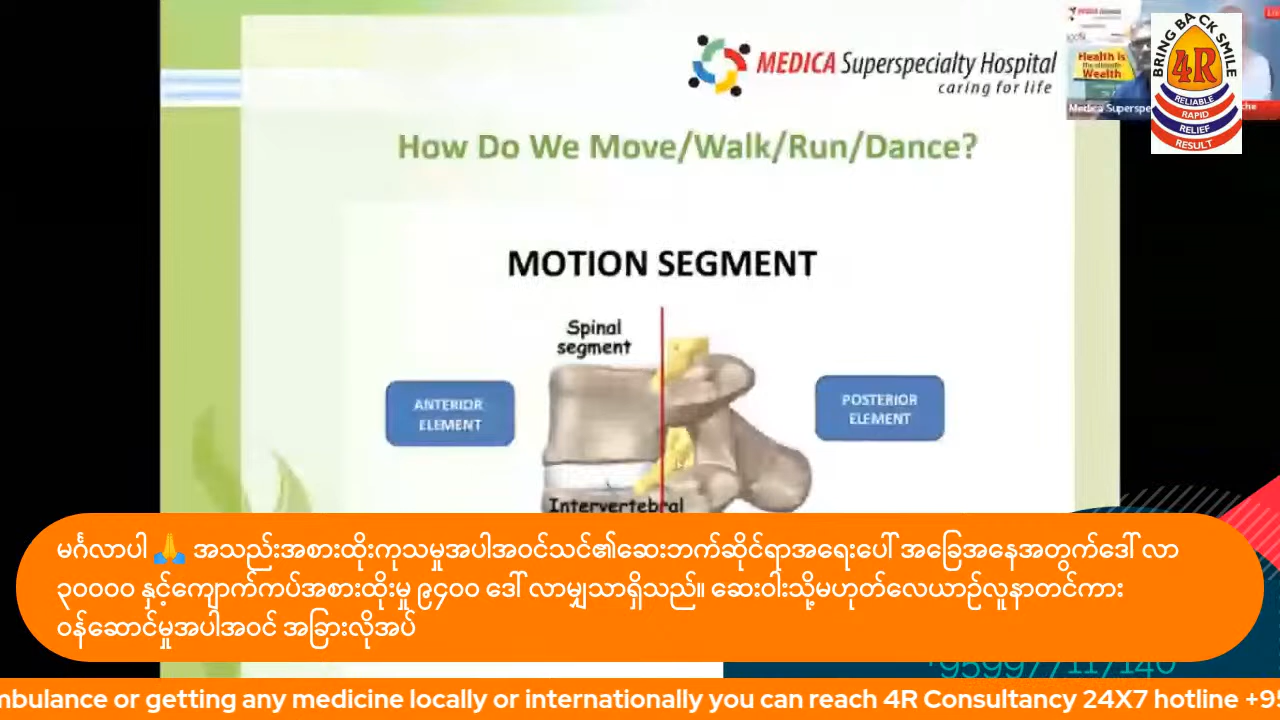 MEDICA Superspecialty Hospital
caring for life
How Do We Move/Walk/Run/Dance?
MOTION SEGMENT
Spinal
segment
ANTERIOR
ELEMENT
POSTERIOR
ELEMENT
Intervertebral
Health is
Wealth
Medica Superspe
BRING BACK SMILE
4R
RELIABLE
RAPID
RELIEF
RESULT
မင်္ဂလာပါ 🙏 အသည်းအစားထိုးကုသမှုအပါအဝင်သင်၏ဆေးဘက်ဆိုင်ရာအရေးပေါ် အခြေအနေအတွက်ဒေါ် လာ
၃၀၀၀၀ နှင့်ကျောက်ကပ်အစားထိုးမှု ၉၄၀၀ ဒေါ် လာမျှသာရှိသည်။ ဆေးဝါးသို့မဟုတ်လေယာဉ်လူနာတင်ကား
ဝန်ဆောင်မှုအပါအဝင် အခြားလိုအပ်
+959977117140
mbulance or getting any medicine locally or internationally you can reach 4R Consultancy 24X7 hotline +95